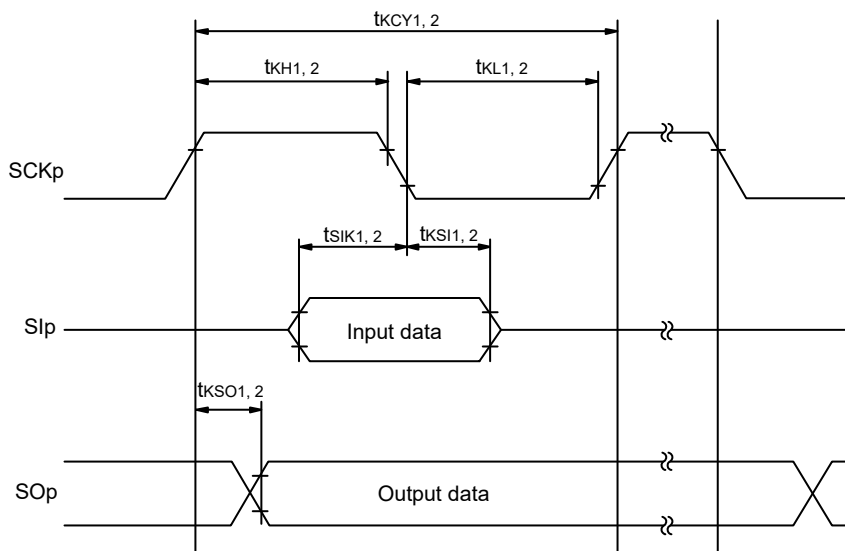 tKCY1, 2
tKH1, 2
tKL1, 2
SCKp
tSIK1, 2
tKSI1, 2
SIp
Input data
tKSO1, 2
SOp
Output data